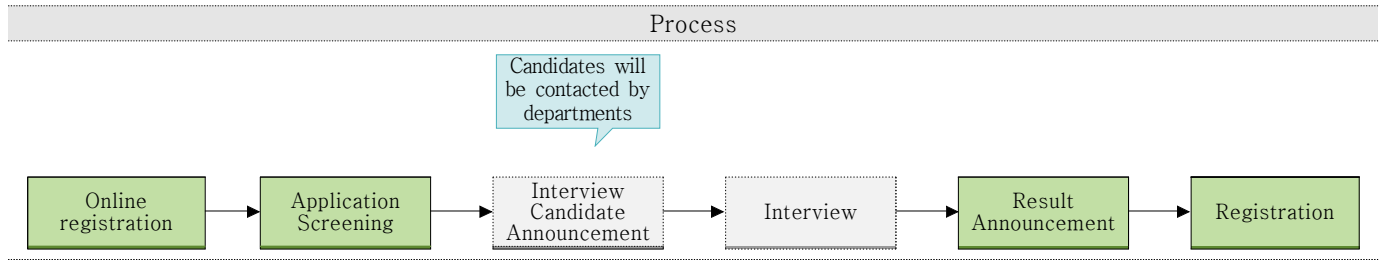 Process
Candidates will
be contacted by
departments
Online
registration
Application
Screening
Interview
Candidate
Announcement
Interview
Result
Announcement
Registration